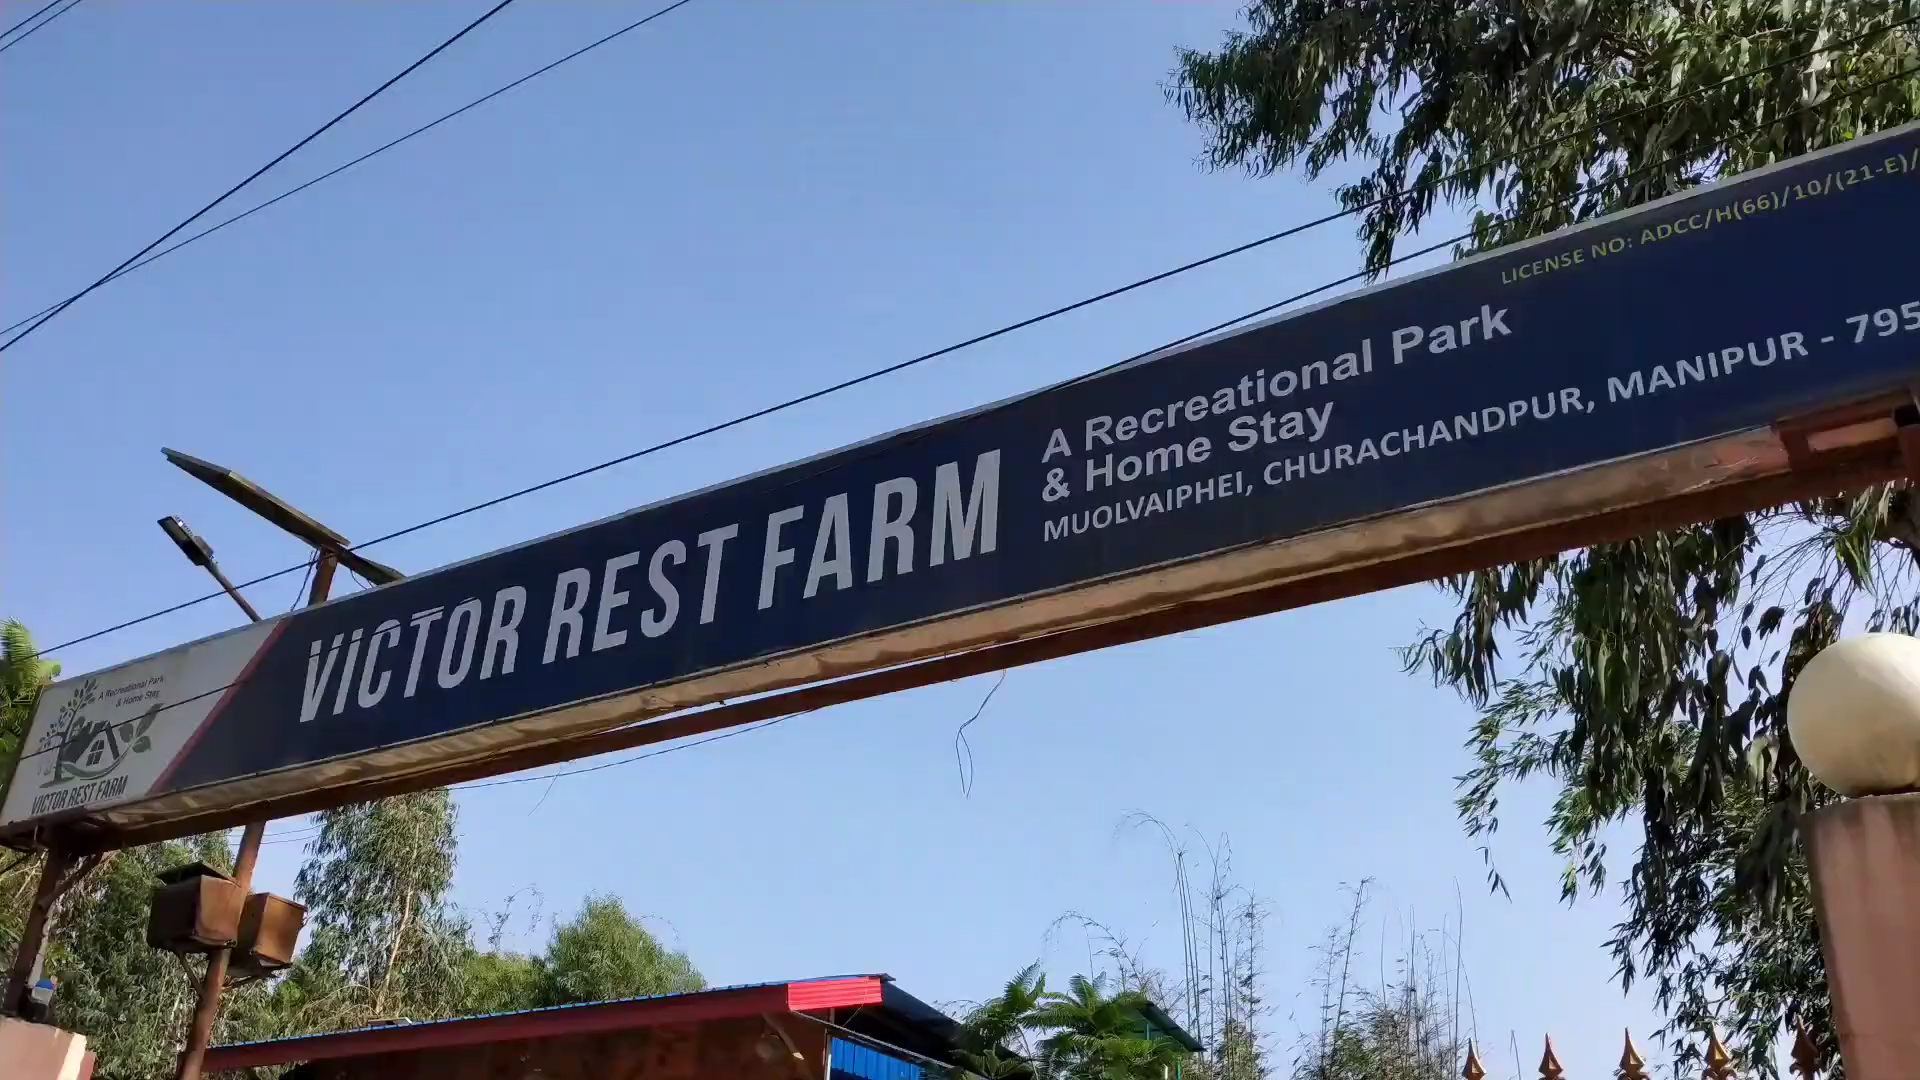 A Recreational Park
& Home Stay
VICTOR REST FARM
VICTOR REST FARM
A Recreational Park
& Home Stay
MUOLVAIPHEI, CHURACHANDPUR, MANIPUR - 795
LICENSE NO: ADCC/H(66)/10/(21-E)/